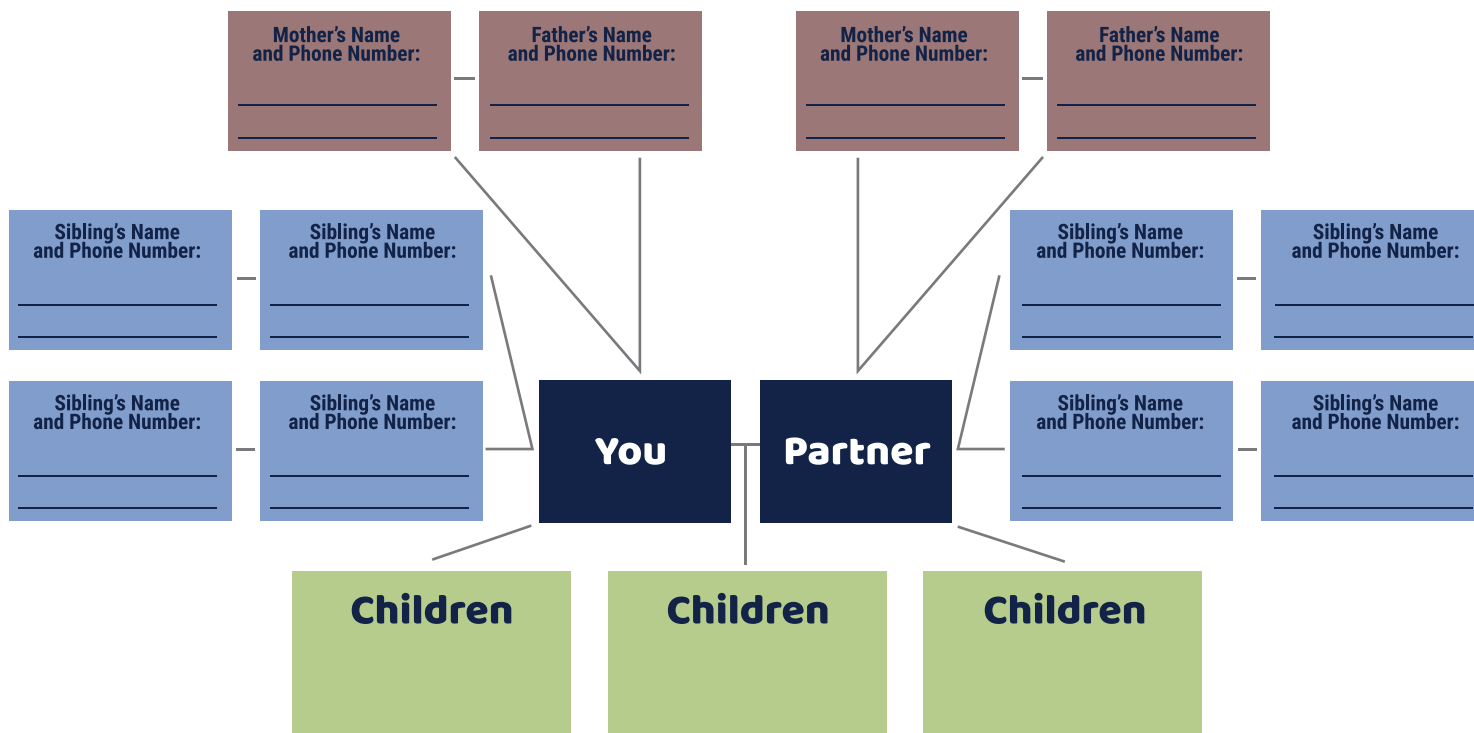 Mother’s Name
and Phone Number:
Father’s Name
and Phone Number:
Mother’s Name
and Phone Number:
Father’s Name
and Phone Number:
Sibling’s Name
and Phone Number:
Sibling’s Name
and Phone Number:
Sibling’s Name
and Phone Number:
Sibling’s Name
and Phone Number:
Sibling’s Name
and Phone Number:
Sibling’s Name
and Phone Number:
Sibling’s Name
and Phone Number:
Sibling’s Name
and Phone Number:
You
Partner
Children
Children
Children